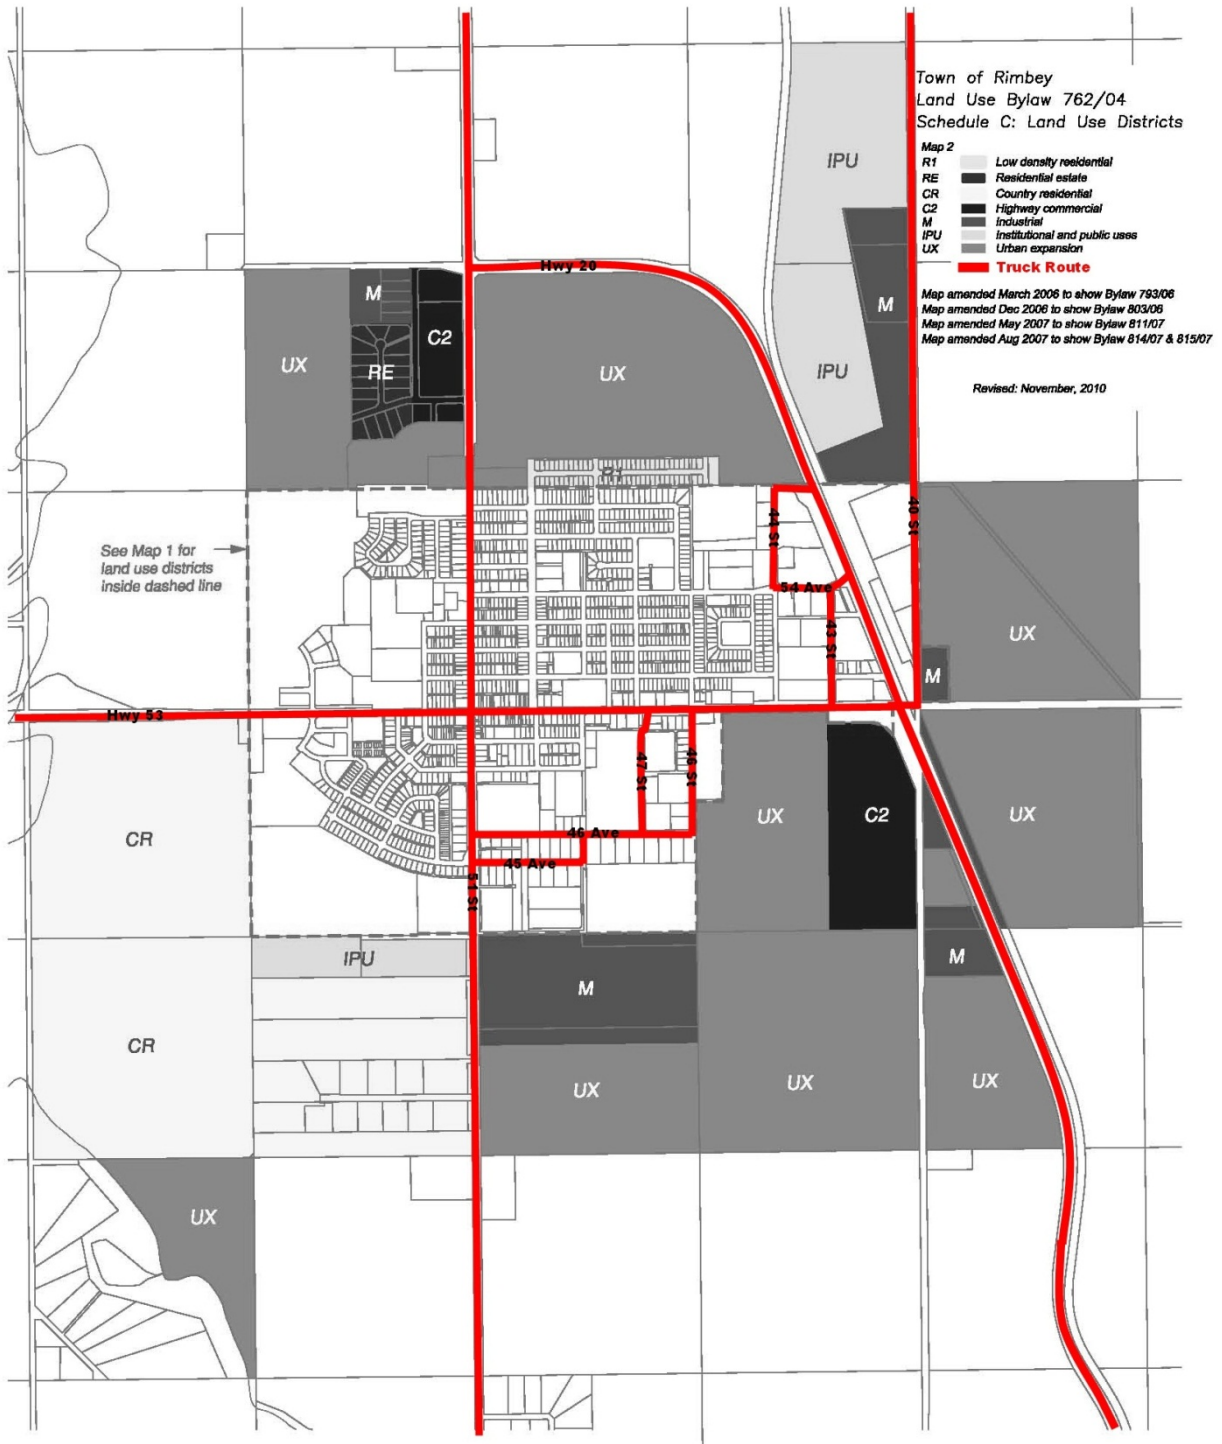 Town of Rimbey
Land Use Bylaw 762/04
Schedule C: Land Use Districts
Map 2
R1 Low density residential
RE Residential estate
CR Country residential
C2 Highway commercial
M Industrial
IPU Institutional and public uses
UX Urban expansion
Truck Route
Map amended March 2006 to show Bylaw 793/06
Map amended Dec 2006 to show Bylaw 803/06
Map amended May 2007 to show Bylaw 811/07
Map amended Aug 2007 to show Bylaw 814/07 & 815/07
Revised: November, 2010
IPU
Hwy 20
M
M
C2
UX
RE
UX
IPU
R1
44 St
40 St
See Map 1 for
land use districts
inside dashed line
54 Ave
43 St
UX
M
Hwy 53
47 St
46 St
UX
C2
UX
CR
46 Ave
45 Ave
51 St
IPU
M
M
CR
UX
UX
UX
UX